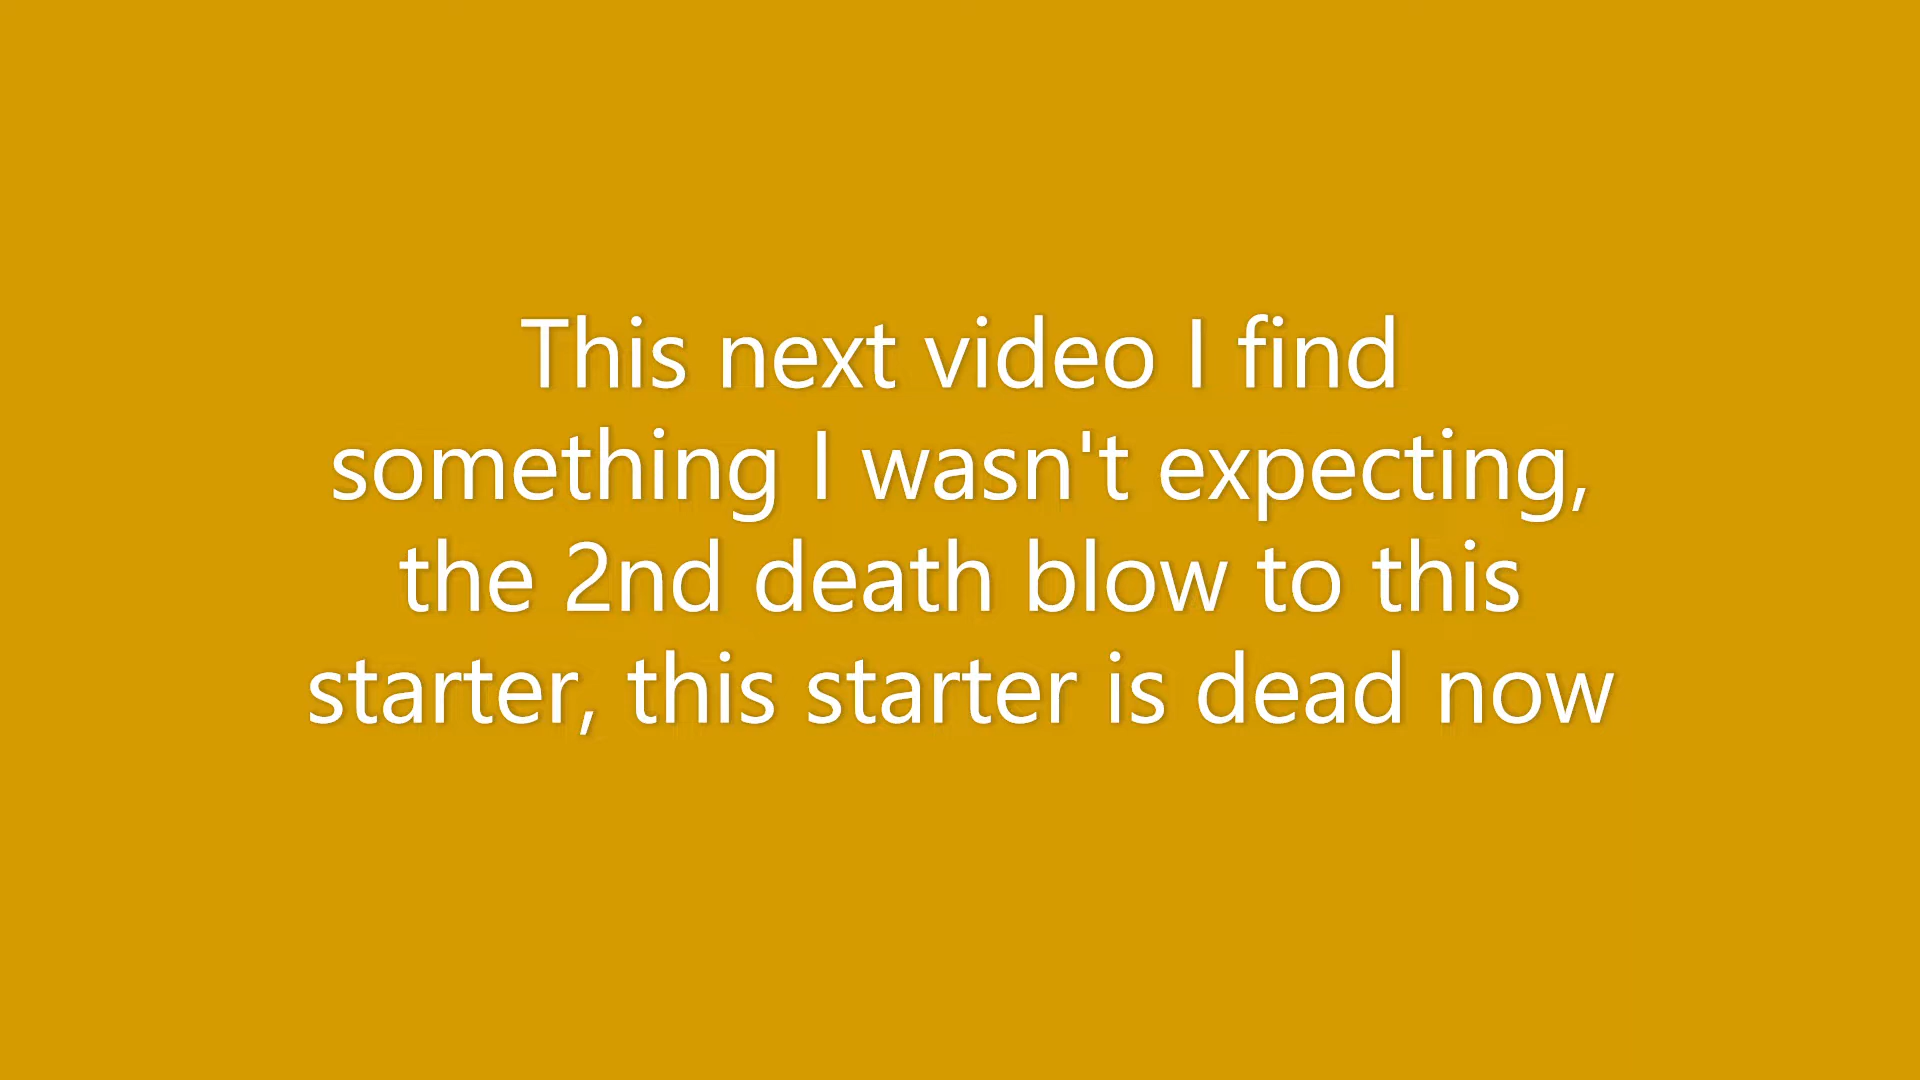 This next video I find
something I wasn't expecting,
the 2nd death blow to this
starter, this starter is dead now